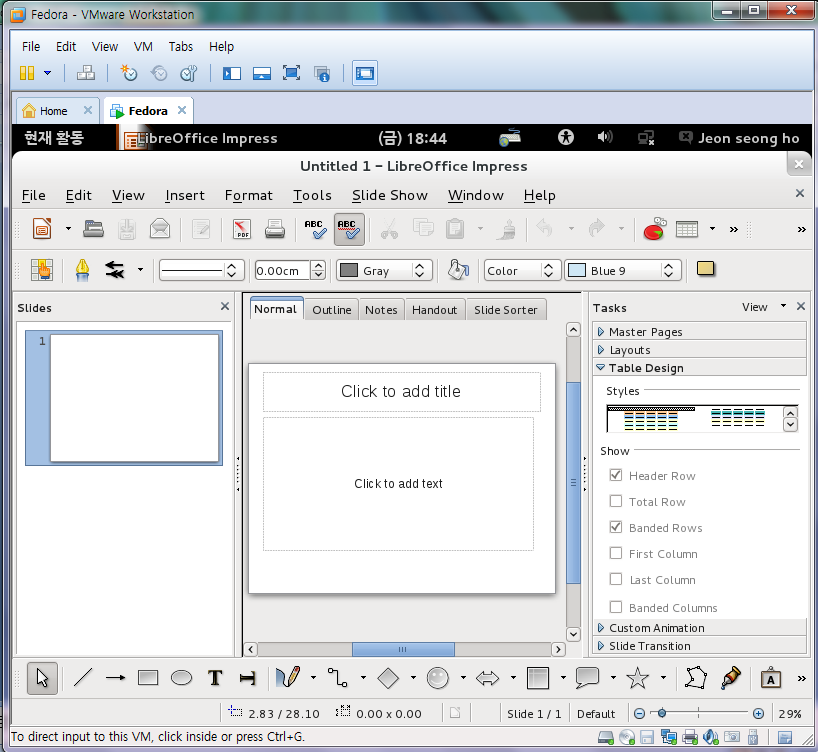 Fedora - VMware Workstation
File Edit View VM Tabs Help
Home Fedora
현재 활동 LibreOffice Impress (금) 18:44 Jeon seong ho
Untitled 1 - LibreOffice Impress
File Edit View Insert Format Tools Slide Show Window Help
PDF ABC ABC
0.00cm Gray Color Blue 9
Slides
1
Normal Outline Notes Handout Slide Sorter
Click to add title
Click to add text
Tasks View
Master Pages
Layouts
Table Design
Styles
Show
Header Row
Total Row
Banded Rows
First Column
Last Column
Banded Columns
Custom Animation
Slide Transition
T A
2.83 / 28.10 0.00 x 0.00 Slide 1 / 1 Default 29%
To direct input to this VM, click inside or press Ctrl+G.